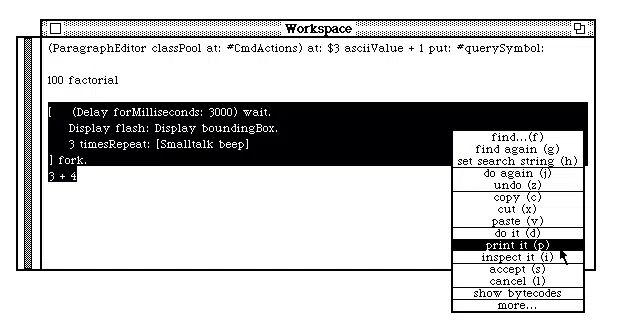 Workspace
(ParagraphEditor classPool at: #CmdActions) at: $3 asciiValue + 1 put: #querySymbol:
100 factorial
[ (Delay forMilliseconds: 3000) wait.
Display flash: Display boundingBox.
3 timesRepeat: [Smalltalk beep]
] fork.
3 + 4
find...(f)
find again (g)
set search string (h)
do again (j)
undo (z)
copy (c)
cut (x)
paste (v)
do it (d)
print it (p)
inspect it (i)
accept (s)
cancel (l)
show bytecodes
more...